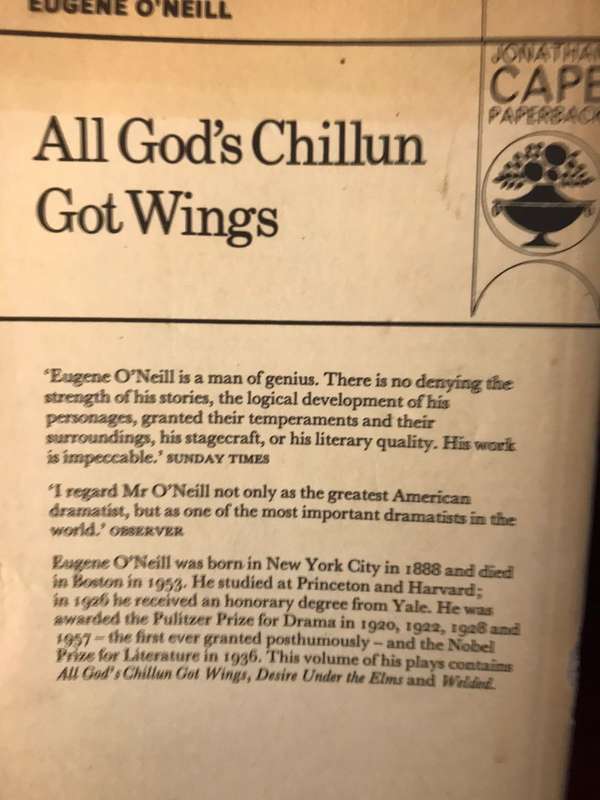 EUGENE O'NEILL
JONATHAN
CAPE
PAPERBACK
All God's Chillun
Got Wings
'Eugene O'Neill is a man of genius. There is no denying the
strength of his stories, the logical development of his
personages, granted their temperaments and their
surroundings, his stagecraft, or his literary quality. His work
is impeccable.' SUNDAY TIMES
'I regard Mr O'Neill not only as the greatest American
dramatist, but as one of the most important dramatists in the
world.' OBSERVER
Eugene O'Neill was born in New York City in 1888 and died
in Boston in 1953. He studied at Princeton and Harvard;
in 1926 he received an honorary degree from Yale. He was
awarded the Pulitzer Prize for Drama in 1920, 1922, 1928 and
1957 – the first ever granted posthumously – and the Nobel
Prize for Literature in 1936. This volume of his plays contains
All God's Chillun Got Wings, Desire Under the Elms and Welded.